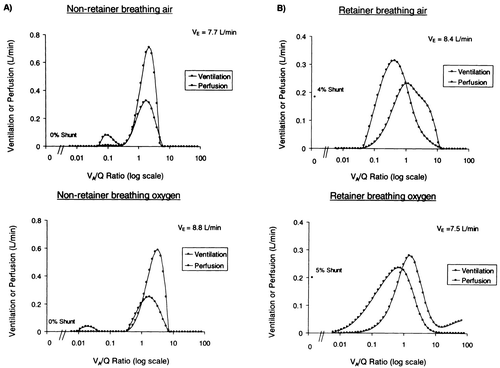 A)
Non-retainer breathing air
V_E = 7.7 L/min
Ventilation
Perfusion
0% Shunt
Ventilation or Perfusion (L/min)
0.8
0.6
0.4
0.2
0
0 // 0.01 0.1 1 10 100
V_A/Q Ratio (log scale)
Non-retainer breathing oxygen
V_E = 8.8 L/min
Ventilation
Perfusion
0% Shunt
Ventilation or Perfusion (L/min)
0.8
0.6
0.4
0.2
0
0 // 0.01 0.1 1 10 100
V_A/Q Ratio (log scale)
B)
Retainer breathing air
V_E = 8.4 L/min
Ventilation
Perfusion
4% Shunt
Ventilation or Perfusion (L/min)
0.4
0.3
0.2
0.1
0
0 // 0.01 0.1 1 10 100
V_A/Q Ratio (log scale)
Retainer breathing oxygen
V_E =7.5 L/min
Ventilation
Perfusion
5% Shunt
Ventilation or Perfusion (L/min)
0.4
0.3
0.2
0.1
0
0 // 0.01 0.1 1 10 100
V_A/Q Ratio (log scale)